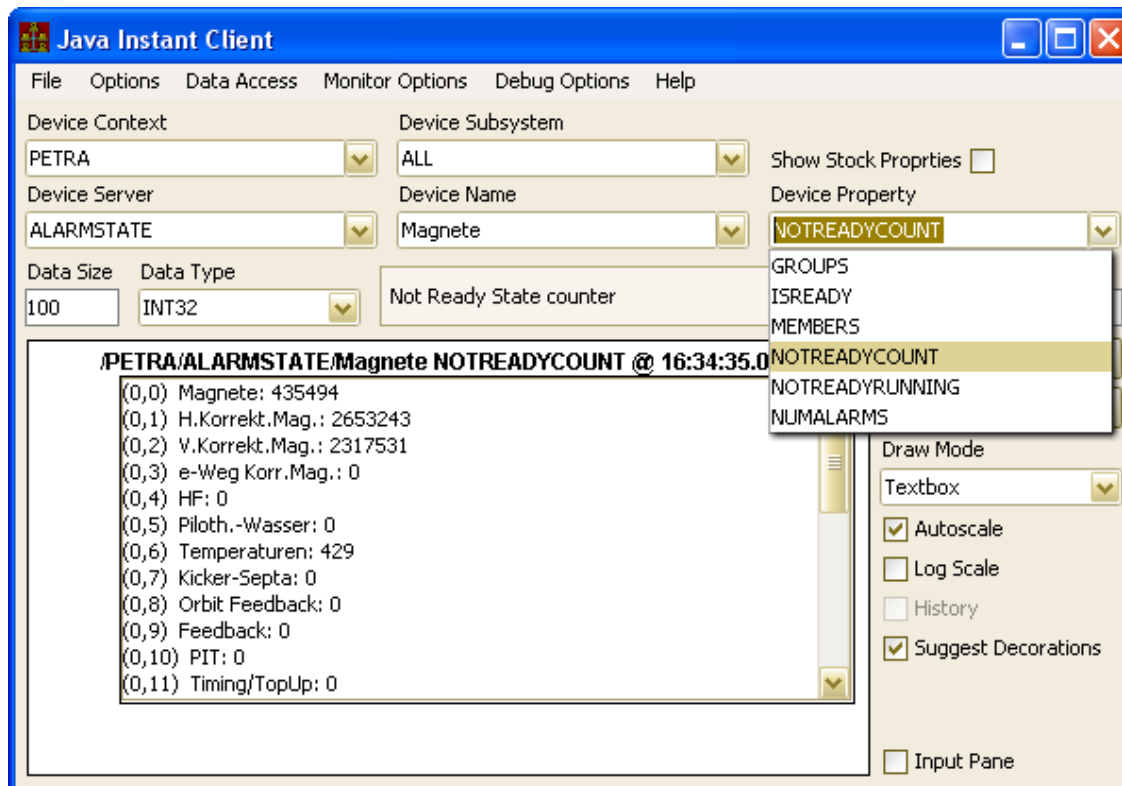 Java Instant Client
File Options Data Access Monitor Options Debug Options Help
Device Context
Device Subsystem
PETRA
ALL
Show Stock Proprties
Device Server
Device Name
Device Property
ALARMSTATE
Magnete
NOTREADYCOUNT
GROUPS
ISREADY
MEMBERS
NOTREADYCOUNT
NOTREADYRUNNING
NUMALARMS
Data Size
Data Type
100
INT32
Not Ready State counter
/PETRA/ALARMSTATE/Magnete NOTREADYCOUNT @ 16:34:35.0
(0,0) Magnete: 435494
(0,1) H.Korrekt.Mag.: 2653243
(0,2) V.Korrekt.Mag.: 2317531
(0,3) e-Weg Korr.Mag.: 0
(0,4) HF: 0
(0,5) Piloth.-Wasser: 0
(0,6) Temperaturen: 429
(0,7) Kicker-Septa: 0
(0,8) Orbit Feedback: 0
(0,9) Feedback: 0
(0,10) PIT: 0
(0,11) Timing/TopUp: 0
Draw Mode
Textbox
Autoscale
Log Scale
History
Suggest Decorations
Input Pane